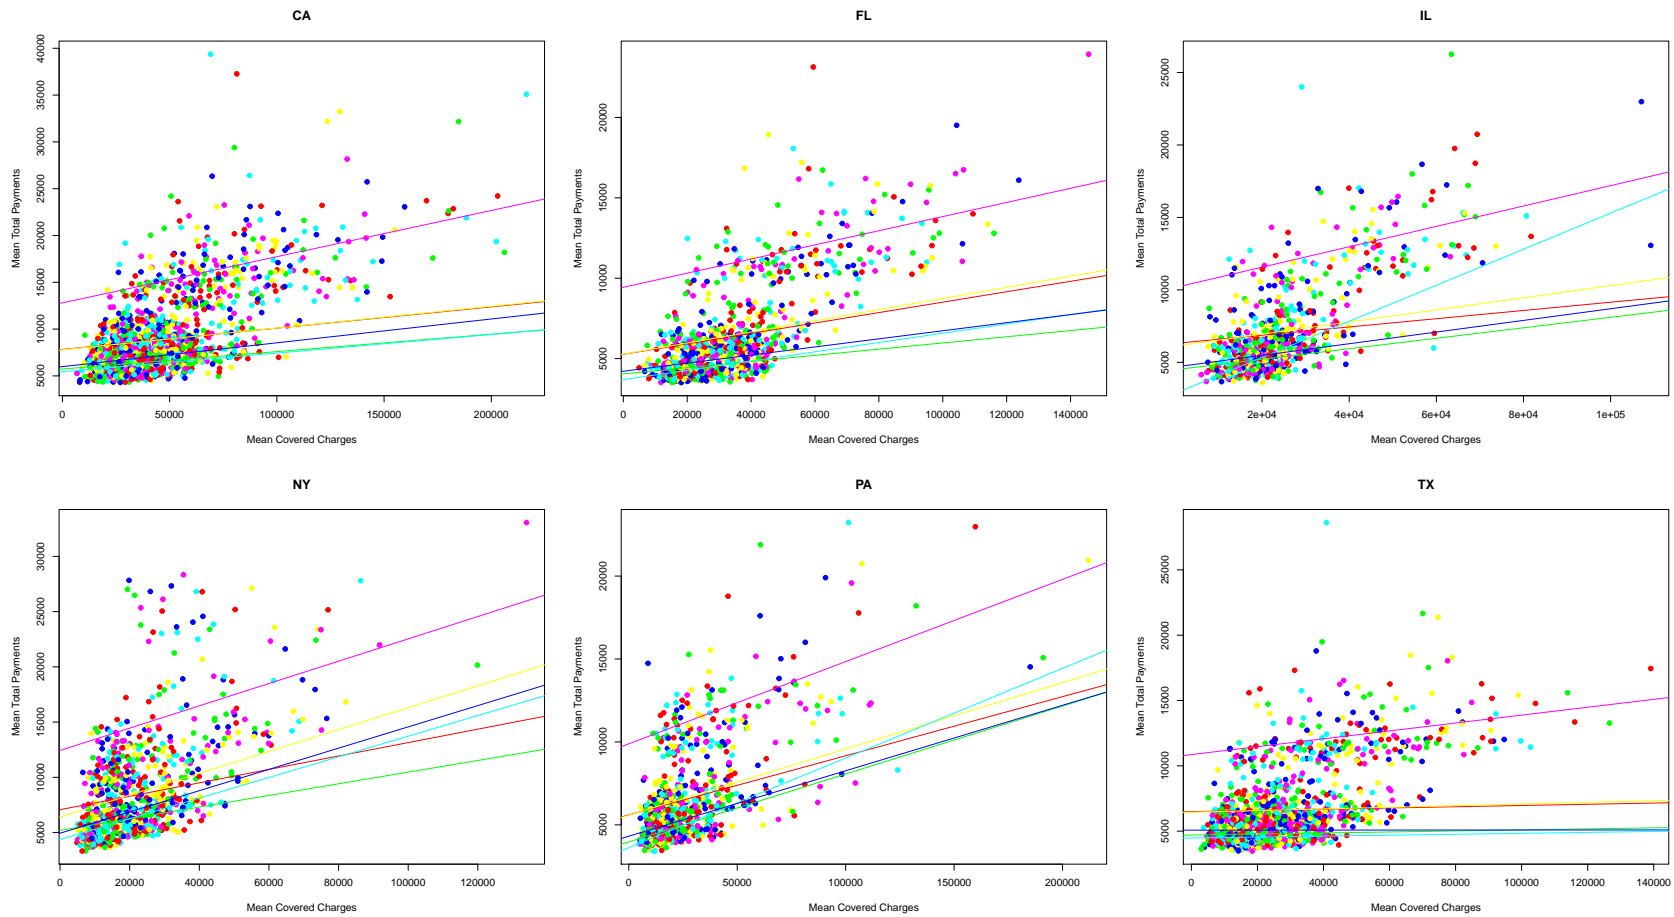 CA
40000
35000
30000
25000
20000
15000
10000
5000
Mean Total Payments
0 50000 100000 150000 200000
Mean Covered Charges
FL
20000
15000
10000
5000
Mean Total Payments
0 20000 40000 60000 80000 100000 120000 140000
Mean Covered Charges
IL
25000
20000
15000
10000
5000
Mean Total Payments
2e+04 4e+04 6e+04 8e+04 1e+05
Mean Covered Charges
NY
30000
25000
20000
15000
10000
5000
Mean Total Payments
0 20000 40000 60000 80000 100000 120000
Mean Covered Charges
PA
20000
15000
10000
5000
Mean Total Payments
0 50000 100000 150000 200000
Mean Covered Charges
TX
25000
20000
15000
10000
5000
Mean Total Payments
0 20000 40000 60000 80000 100000 120000 140000
Mean Covered Charges